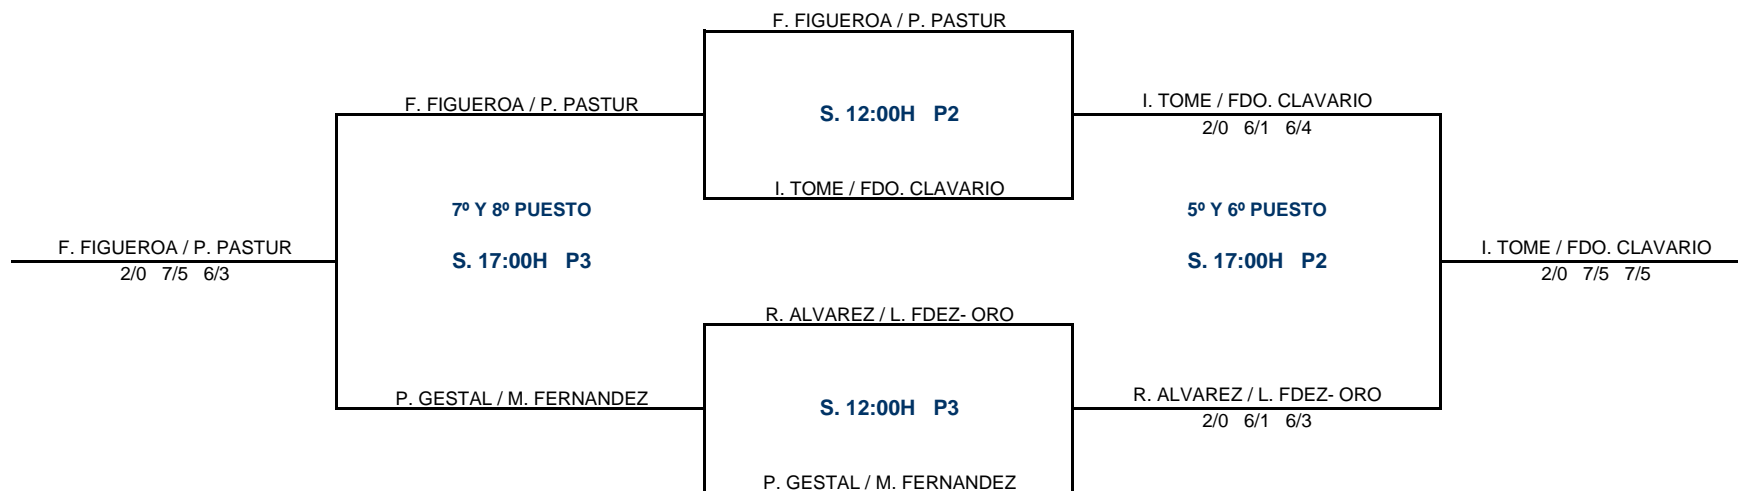 F. FIGUEROA / P. PASTUR
F. FIGUEROA / P. PASTUR
S. 12:00H P2
I. TOME / FDO. CLAVARIO
2/0 6/1 6/4
I. TOME / FDO. CLAVARIO
7º Y 8º PUESTO
5º Y 6º PUESTO
F. FIGUEROA / P. PASTUR
2/0 7/5 6/3
S. 17:00H P3
S. 17:00H P2
I. TOME / FDO. CLAVARIO
2/0 7/5 7/5
R. ALVAREZ / L. FDEZ- ORO
P. GESTAL / M. FERNANDEZ
S. 12:00H P3
R. ALVAREZ / L. FDEZ- ORO
2/0 6/1 6/3
P. GESTAL / M. FERNANDEZ